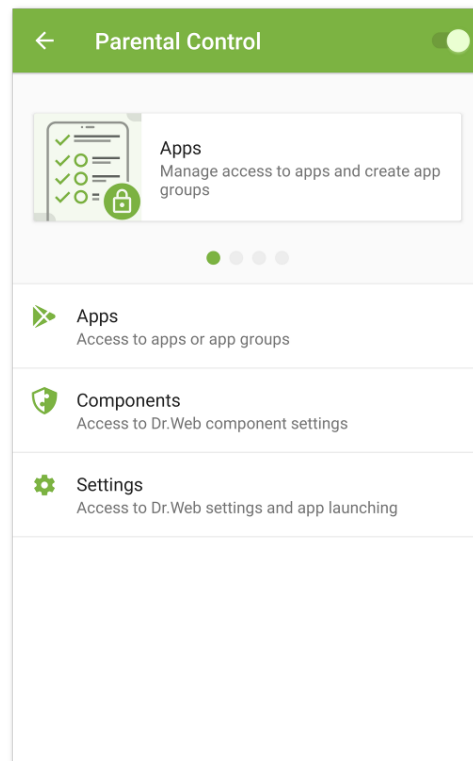 Parental Control
Apps
Manage access to apps and create app
groups
Apps
Access to apps or app groups
Components
Access to Dr.Web component settings
Settings
Access to Dr.Web settings and app launching